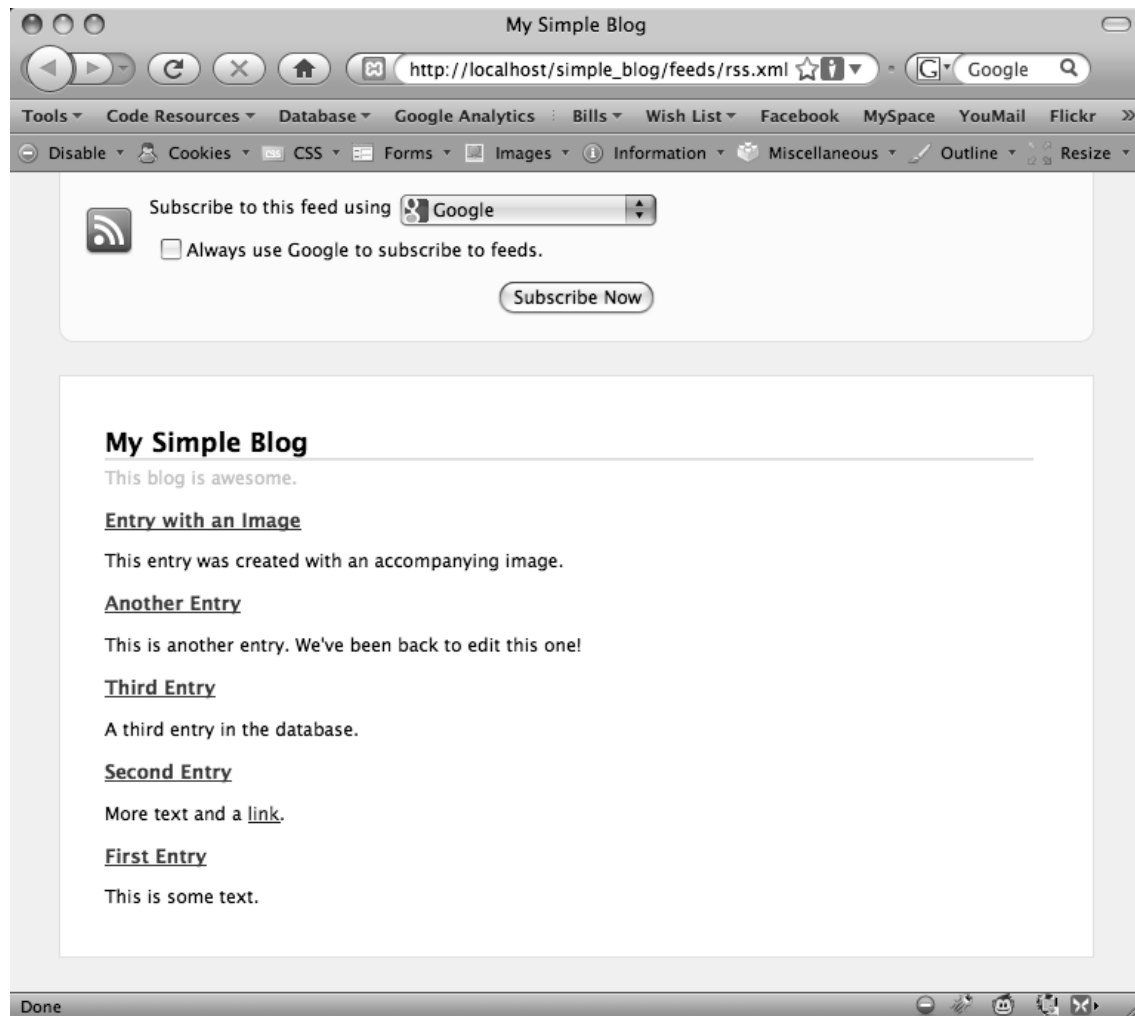 My Simple Blog
http://localhost/simple_blog/feeds/rss.xml G Google
Tools Code Resources Database Google Analytics Bills Wish List Facebook MySpace YouMail Flickr »
Disable Cookies CSS Forms Images Information Miscellaneous Outline Resize
Subscribe to this feed using Google
Always use Google to subscribe to feeds.
Subscribe Now
My Simple Blog
This blog is awesome.
Entry with an Image
This entry was created with an accompanying image.
Another Entry
This is another entry. We've been back to edit this one!
Third Entry
A third entry in the database.
Second Entry
More text and a link.
First Entry
This is some text.
Done